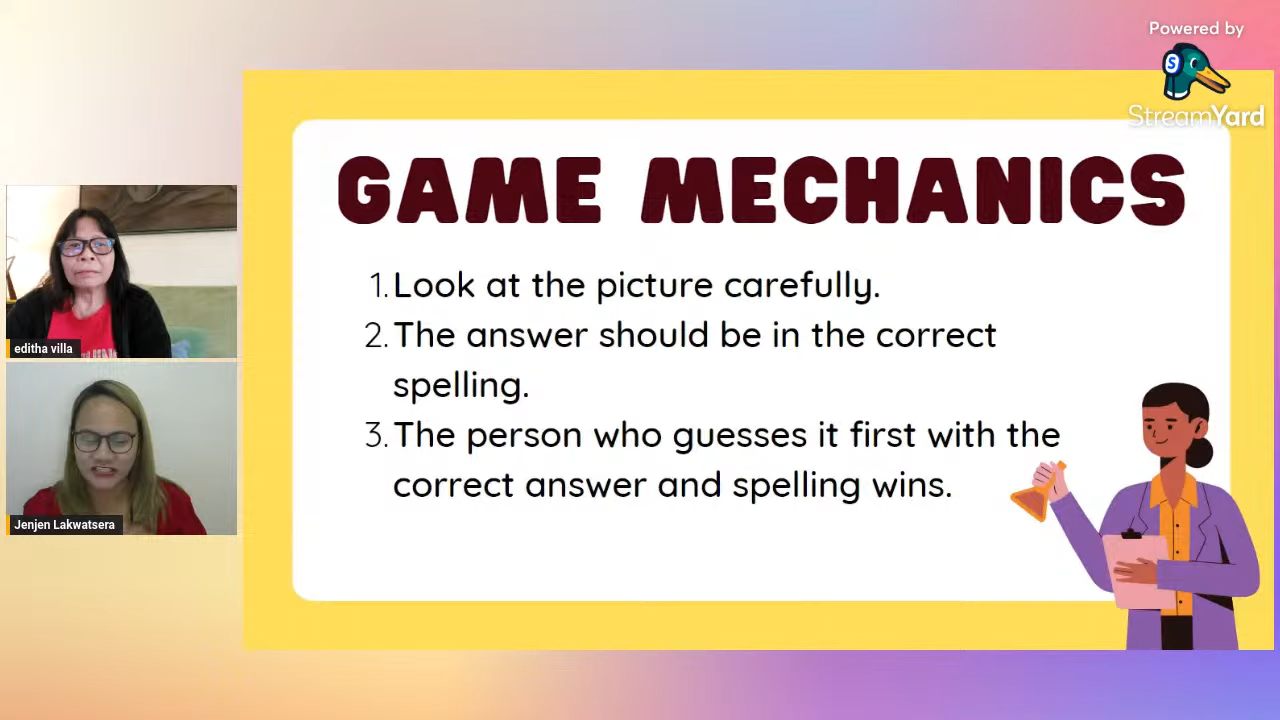 Powered by
StreamYard
GAME MECHANICS
1. Look at the picture carefully.
2. The answer should be in the correct
spelling.
3. The person who guesses it first with the
correct answer and spelling wins.
editha villa
Jenjen Lakwatsera